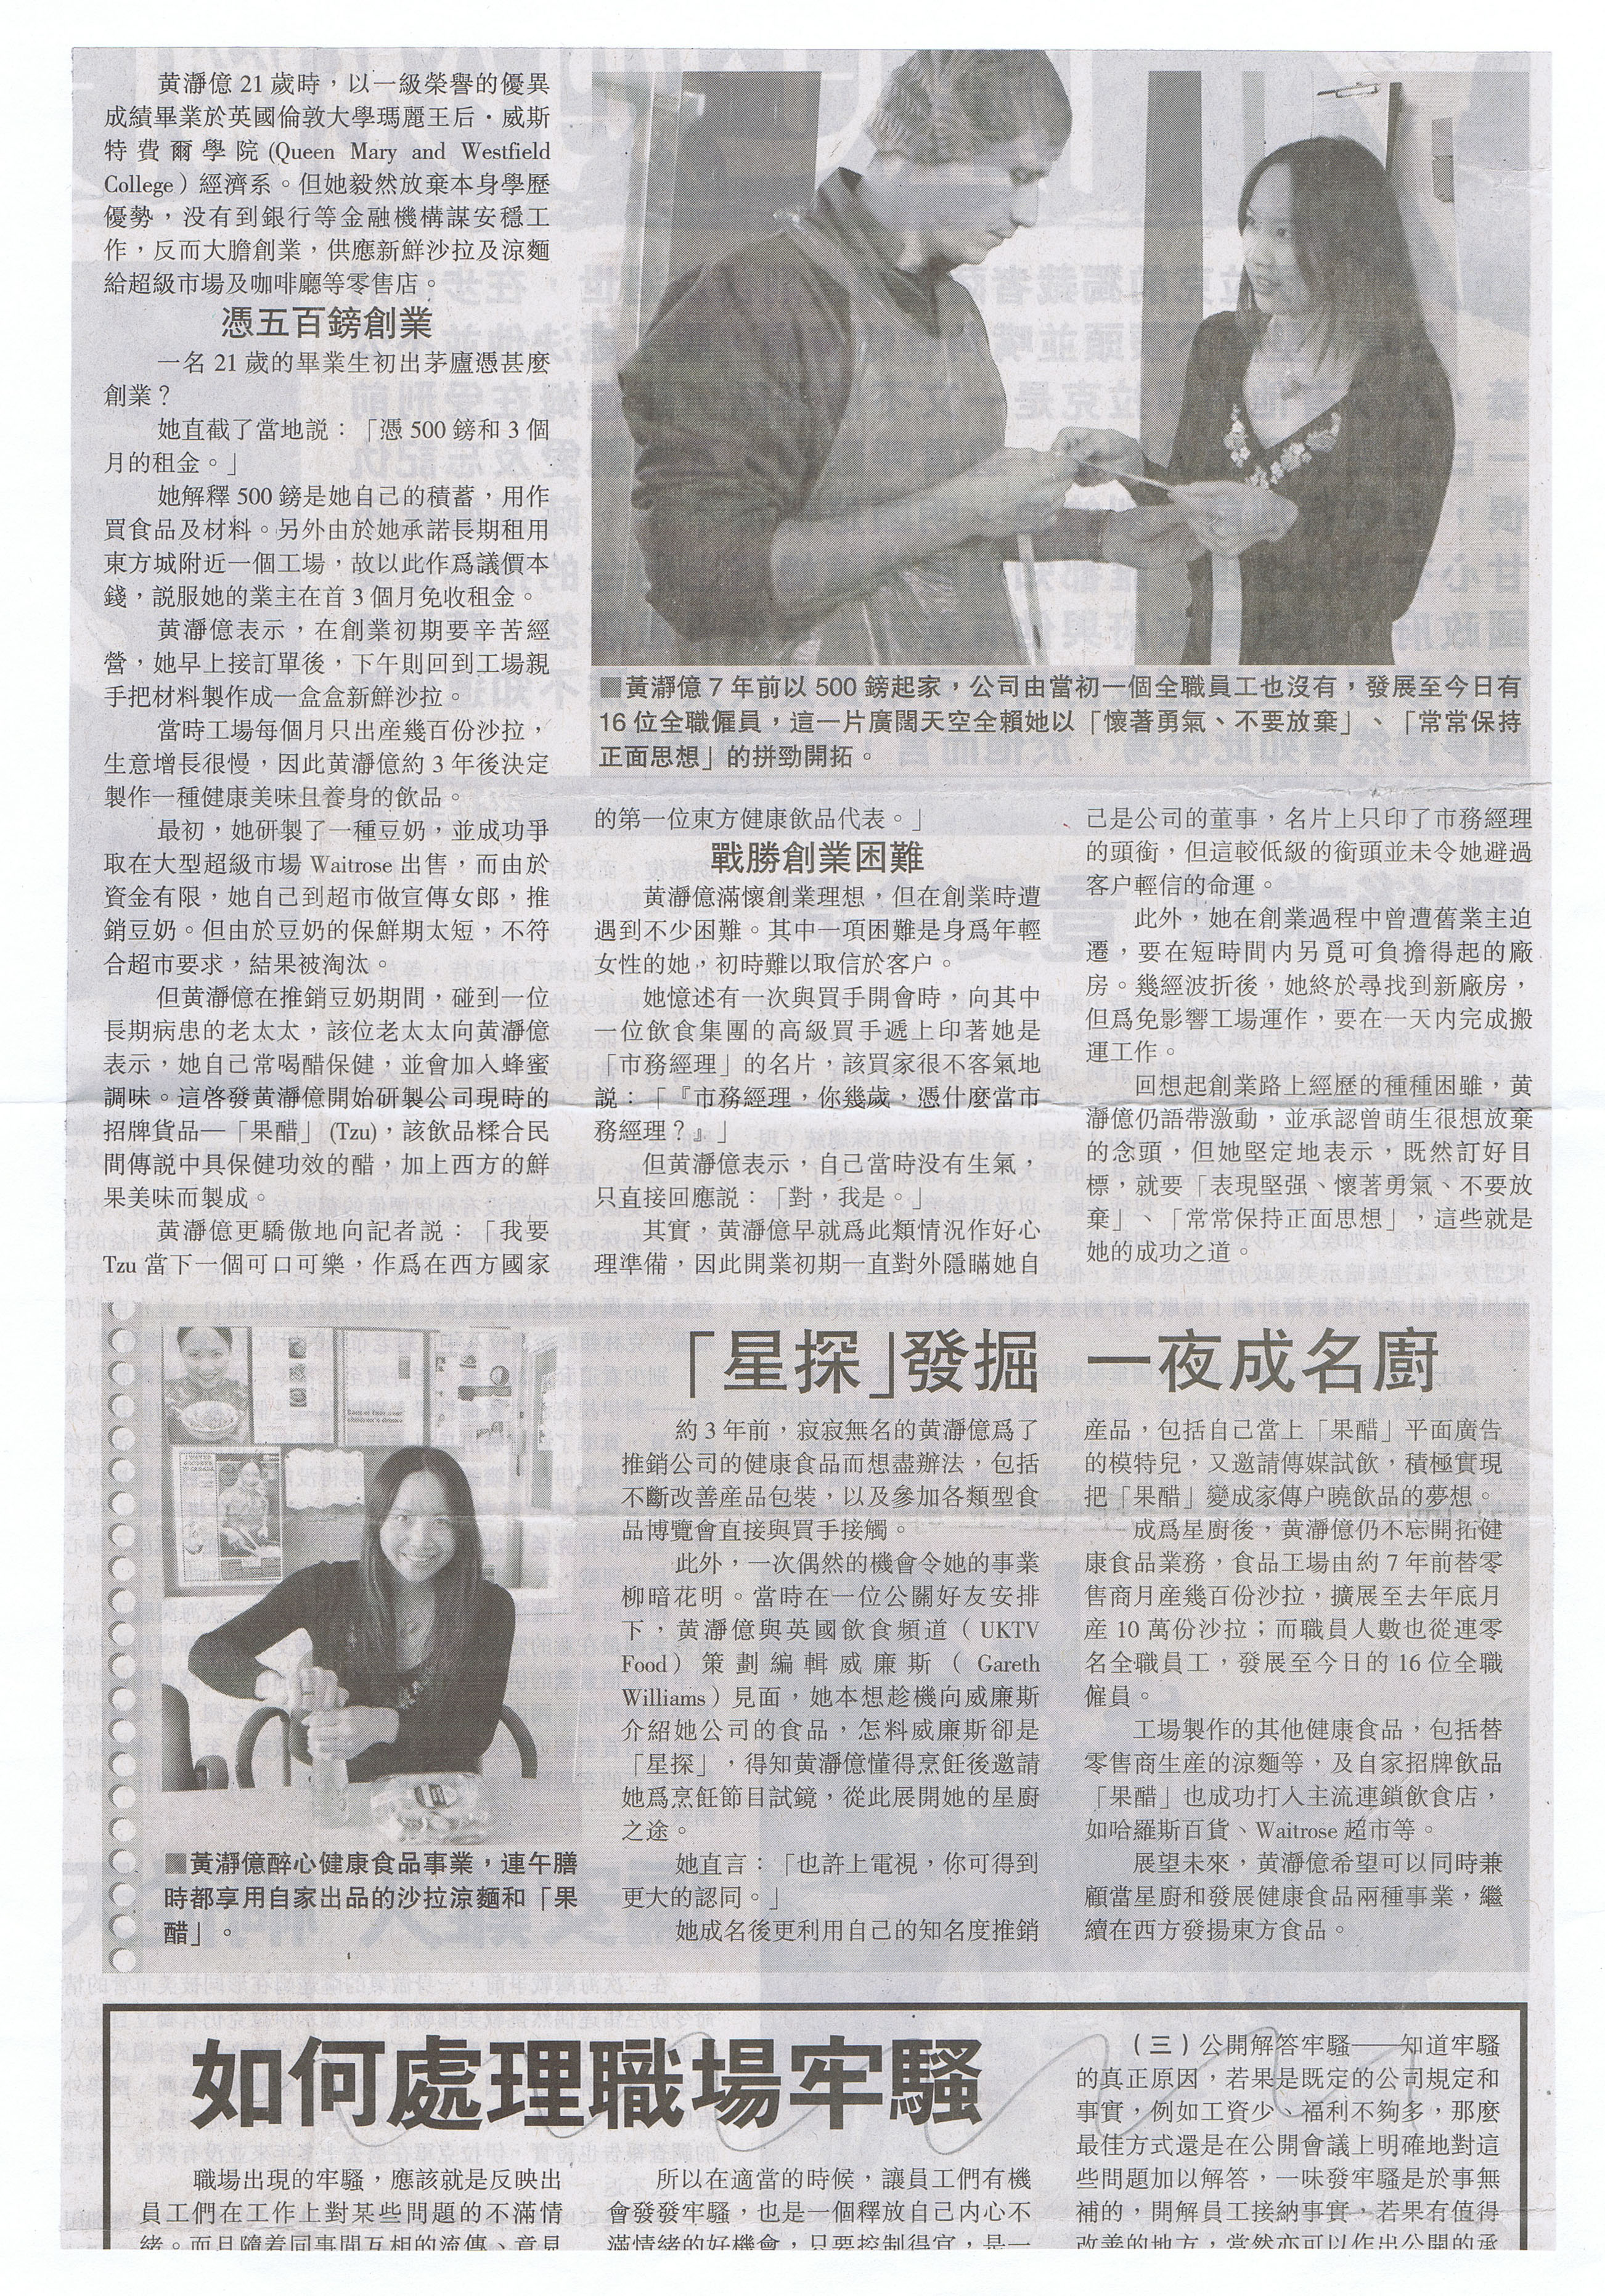 黄瀞億 21 歲時，以一級榮譽的優異
成績畢業於英國倫敦大學瑪麗王后・威斯
特費爾學院(Queen Mary and Westfield
College）經濟系。但她毅然放棄本身學歷
優勢，没有到銀行等金融機構謀安穩工
作，反而大膽創業，供應新鮮沙拉及涼麵
給超級市場及咖啡廳等零售店。
憑五百鎊創業
一名 21 歲的畢業生初出茅廬憑甚麼
創業？
她直截了當地説：「憑 500 鎊和 3 個
月的租金。」
她解釋 500 鎊是她自己的積蓄，用作
買食品及材料。另外由於她承諾長期租用
東方城附近一個工場，故以此作爲議價本
錢，説服她的業主在首 3 個月免收租金。
黄瀞億表示，在創業初期要辛苦經
營，她早上接訂單後，下午則回到工場親
手把材料製作成一盒盒新鮮沙拉。
當時工場每個月只出産幾百份沙拉，
生意增長很慢，因此黄瀞億約 3 年後決定
製作一種健康美味且養身的飲品。
最初，她研製了一種豆奶，並成功爭
取在大型超級市場 Waitrose 出售，而由於
資金有限，她自己到超市做宣傳女郎，推
銷豆奶。但由於豆奶的保鮮期太短，不符
合超市要求，結果被淘汰。
但黄瀞億在推銷豆奶期間，碰到一位
長期病患的老太太，該位老太太向黄瀞億
表示，她自己常喝醋保健，並會加入蜂蜜
調味。這啓發黄瀞億開始研製公司現時的
招牌貨品—「果醋」(Tzu)，該飲品糅合民
間傳説中具保健功效的醋，加上西方的鮮
果美味而製成。
黄瀞億更驕傲地向記者説：「我要
Tzu 當下一個可口可樂，作爲在西方國家
■黃瀞億 7 年前以 500 鎊起家，公司由當初一個全職員工也沒有，發展至今日有
16 位全職僱員，這一片廣闊天空全賴她以「懷著勇氣、不要放棄」、「常常保持
正面思想」的拼勁開拓。
的第一位東方健康飲品代表。」
戰勝創業困難
黄瀞億滿懷創業理想，但在創業時遭
遇到不少困難。其中一項困難是身爲年輕
女性的她，初時難以取信於客户。
她憶述有一次與買手開會時，向其中
一位飲食集團的高級買手遞上印著她是
「市務經理」的名片，該買家很不客氣地
説：「『市務經理，你幾歲，憑什麼當市
務經理？』」
但黄瀞億表示，自己當時没有生氣，
只直接回應説：「對，我是。」
其實，黄瀞億早就爲此類情況作好心
理準備，因此開業初期一直對外隱瞞她自
己是公司的董事，名片上只印了市務經理
的頭銜，但這較低級的銜頭並未令她避過
客户輕信的命運。
此外，她在創業過程中曾遭舊業主迫
遷，要在短時間内另覓可負擔得起的廠
房。幾經波折後，她終於尋找到新廠房，
但爲免影響工場運作，要在一天内完成搬
運工作。
回想起創業路上經歷的種種困雖，黄
瀞億仍語帶激動，並承認曾萌生很想放棄
的念頭，但她堅定地表示，既然訂好目
標，就要「表現堅强、懷著勇氣、不要放
棄」、「常常保持正面思想」，這些就是
她的成功之道。
「星探」發掘　一夜成名廚
■黃瀞億醉心健康食品事業，連午膳
時都享用自家出品的沙拉涼麵和「果
醋」。
約 3 年前，寂寂無名的黄瀞億爲了
推銷公司的健康食品而想盡辦法，包括
不斷改善産品包裝，以及參加各類型食
品博覽會直接與買手接觸。
此外，一次偶然的機會令她的事業
柳暗花明。當時在一位公關好友安排
下，黄瀞億與英國飲食頻道（UKTV
Food）策劃編輯威廉斯（Gareth
Williams）見面，她本想趁機向威廉斯
介紹她公司的食品，怎料威廉斯卻是
「星探」，得知黄瀞億懂得烹飪後邀請
她爲烹飪節目試鏡，從此展開她的星廚
之途。
她直言：「也許上電視，你可得到
更大的認同。」
她成名後更利用自己的知名度推銷
産品，包括自己當上「果醋」平面廣告
的模特兒，又邀請傳媒試飲，積極實現
把「果醋」變成家傳户曉飲品的夢想。
成爲星廚後，黄瀞億仍不忘開拓健
康食品業務，食品工場由約 7 年前替零
售商月産幾百份沙拉，擴展至去年底月
産 10 萬份沙拉；而職員人數也從連零
名全職員工，發展至今日的 16 位全職
僱員。
工場製作的其他健康食品，包括替
零售商生産的涼麵等，及自家招牌飲品
「果醋」也成功打入主流連鎖飲食店，
如哈羅斯百貨、Waitrose 超市等。
展望未來，黄瀞億希望可以同時兼
顧當星廚和發展健康食品兩種事業，繼
續在西方發揚東方食品。
如何處理職場牢騷
職場出現的牢騷，應該就是反映出
員工們在工作上對某些問題的不滿情
緒。而且隨着同事間互相的流傳、意見
所以在適當的時候，讓員工們有機
會發發牢騷，也是一個釋放自己内心不
滿情緒的好機會，只要控制得宜，是一
（三）公開解答牢騷——知道牢騷
的真正原因，若果是既定的公司規定和
事實，例如工資少、福利不夠多，那麼
最佳方式還是在公開會議上明確地對這
些問題加以解答，一味發牢騷是於事無
補的，開解員工接納事實，若果有值得
改善的地方，當然亦可以作出公開的承